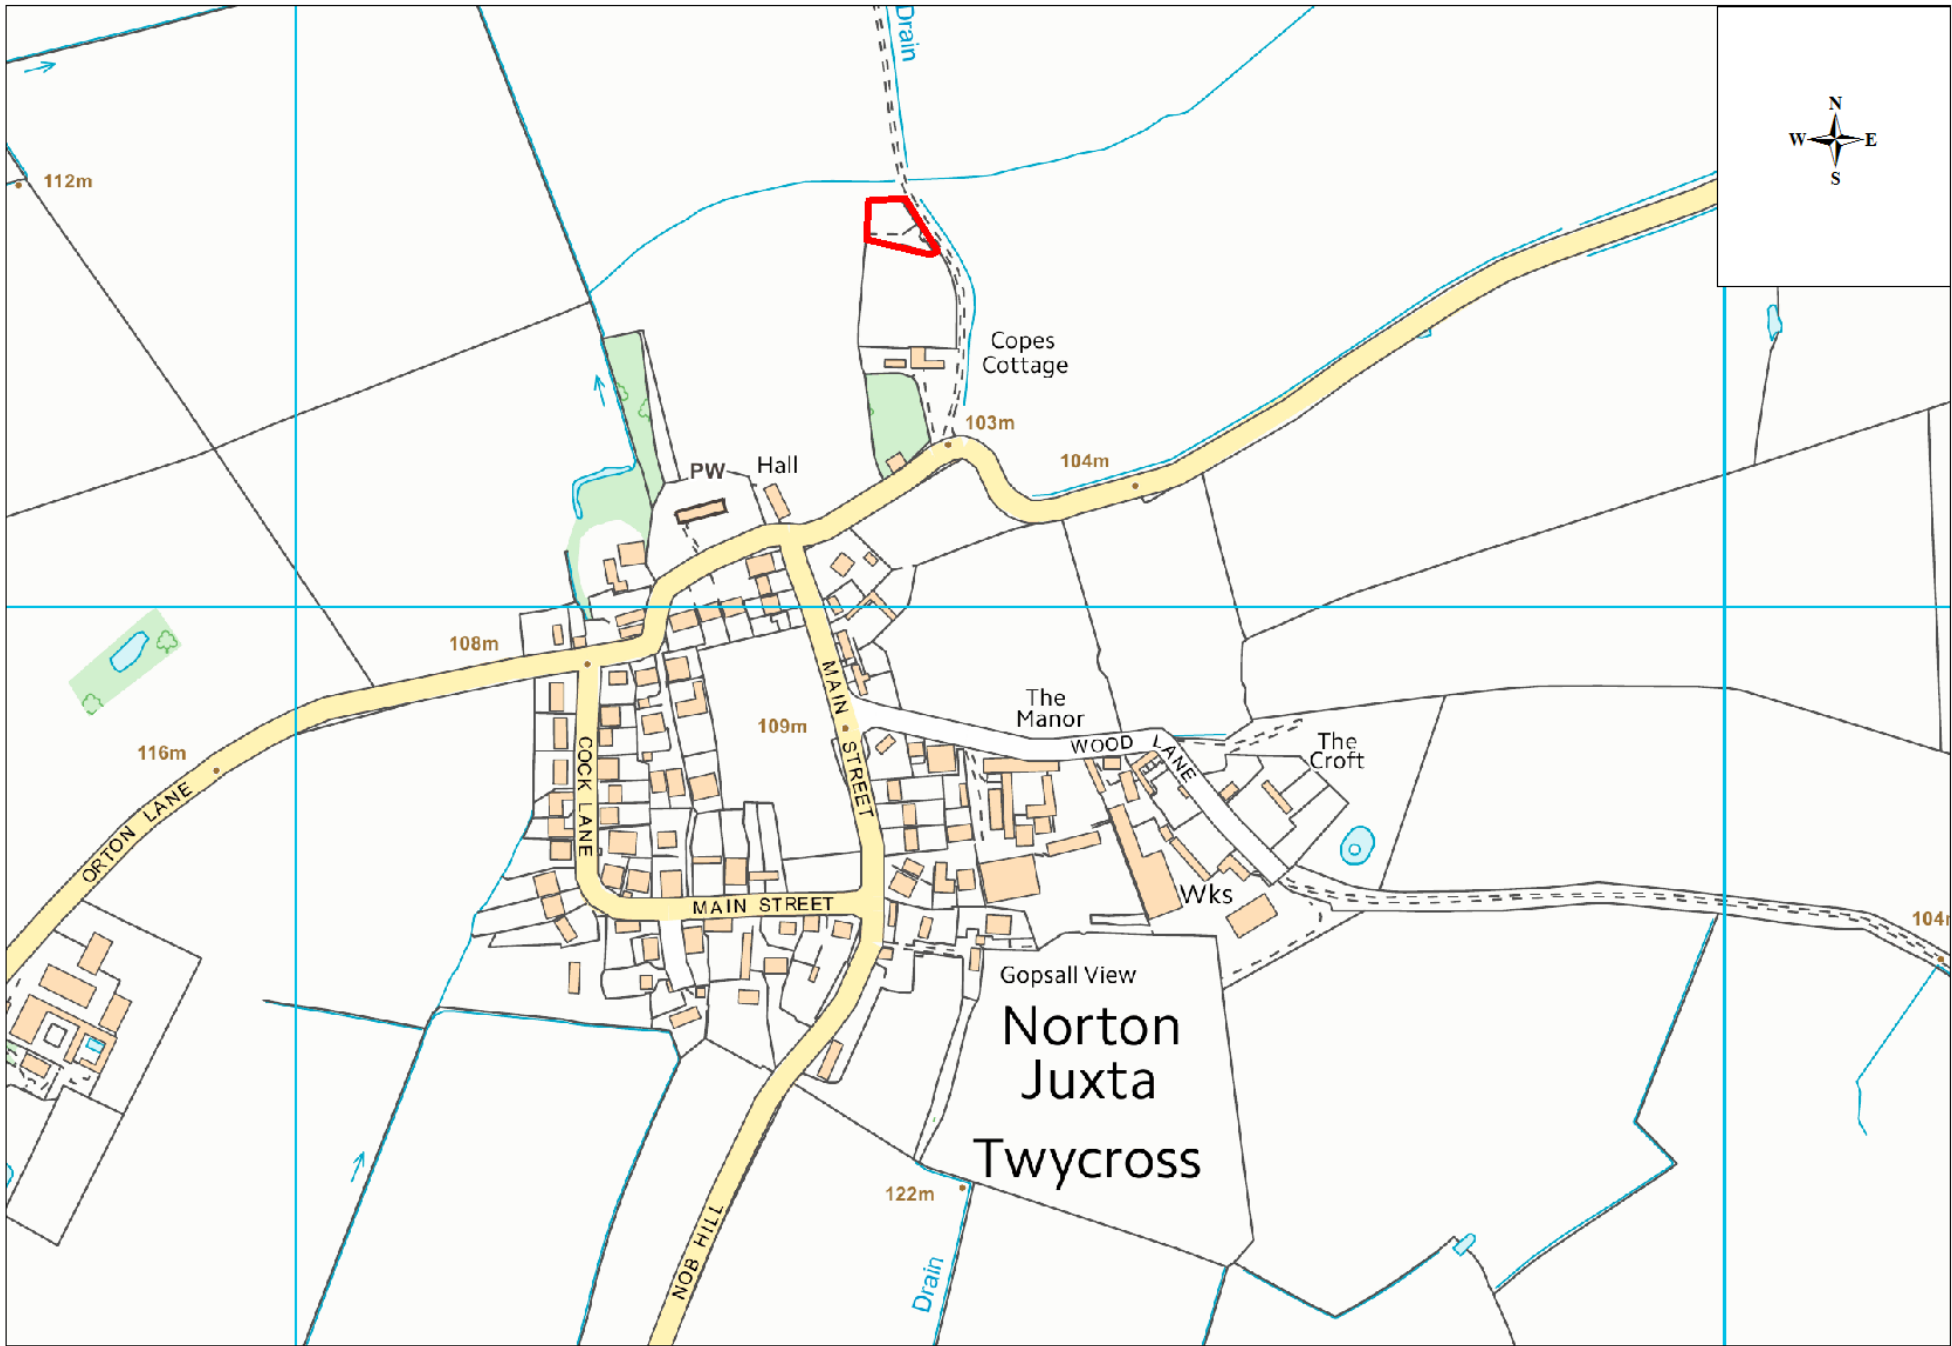 Drain
N
W E
S
112m
Copes
Cottage
103m
104m
PW
Hall
108m
MAIN STREET
109m
The
Manor
WOOD LANE
The
Croft
116m
COCK LANE
ORTON LANE
MAIN STREET
Wks
104m
Gopsall View
Norton
Juxta
Twycross
122m
NOB HILL
Drain